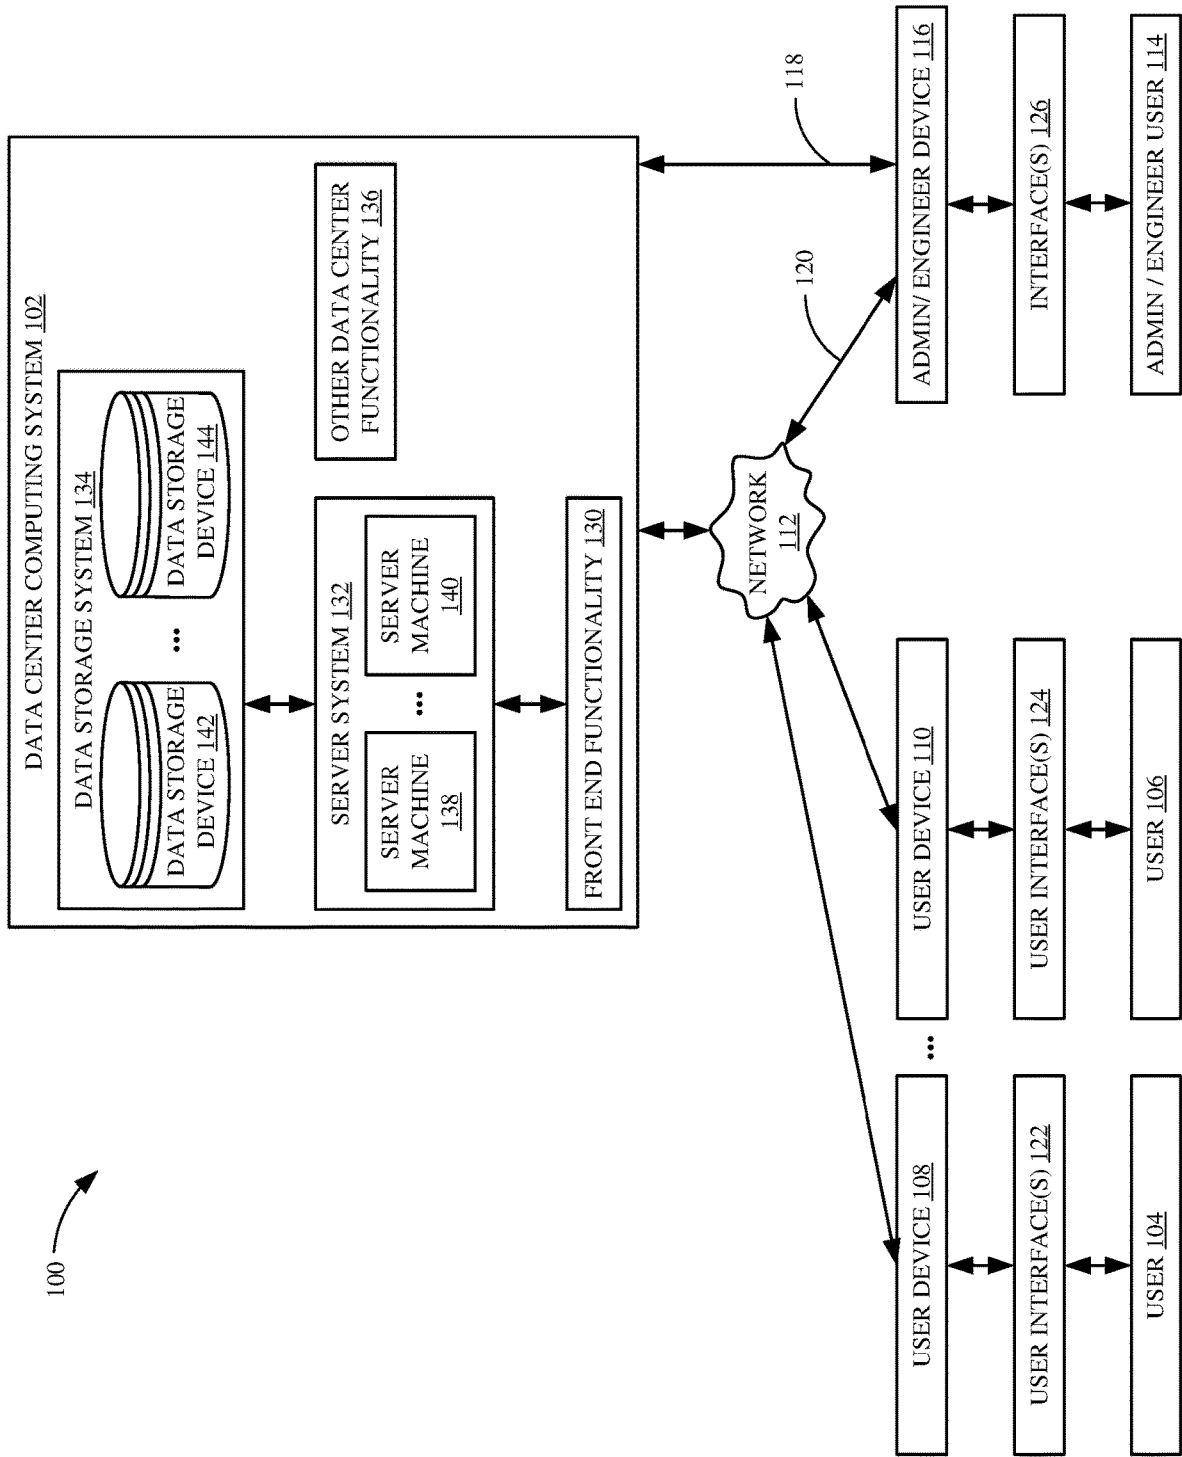 100
DATA CENTER COMPUTING SYSTEM 102
DATA STORAGE SYSTEM 134
DATA STORAGE
DEVICE 142
...
DATA STORAGE
DEVICE 144
SERVER SYSTEM 132
SERVER
MACHINE
138
...
SERVER
MACHINE
140
OTHER DATA CENTER
FUNCTIONALITY 136
FRONT END FUNCTIONALITY 130
NETWORK
112
120
118
USER DEVICE 108
...
USER DEVICE 110
ADMIN/ ENGINEER DEVICE 116
USER INTERFACE(S) 122
USER INTERFACE(S) 124
INTERFACE(S) 126
USER 104
USER 106
ADMIN / ENGINEER USER 114